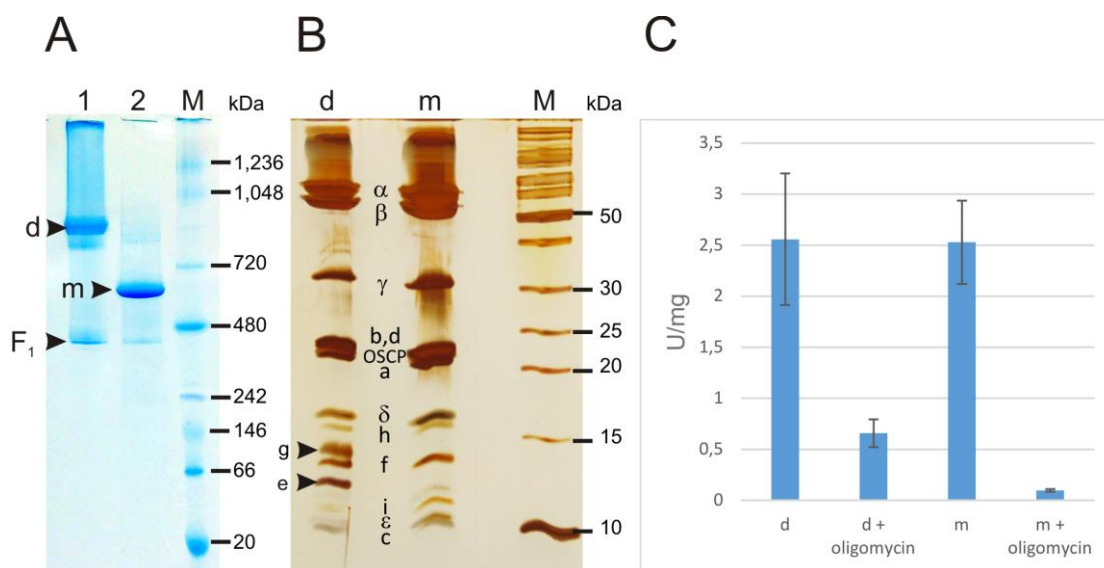 A
1 2 M kDa
1,236
1,048
d
720
m
480
F₁
242
146
66
20
B
d m M kDa
α
β
50
γ
30
b,d
25
OSCP
a
20
δ
h
15
g
f
e
i
ε
c
10
C
3,5
3
2,5
2
1,5
1
0,5
0
U/mg
d
d +
oligomycin
m
m +
oligomycin